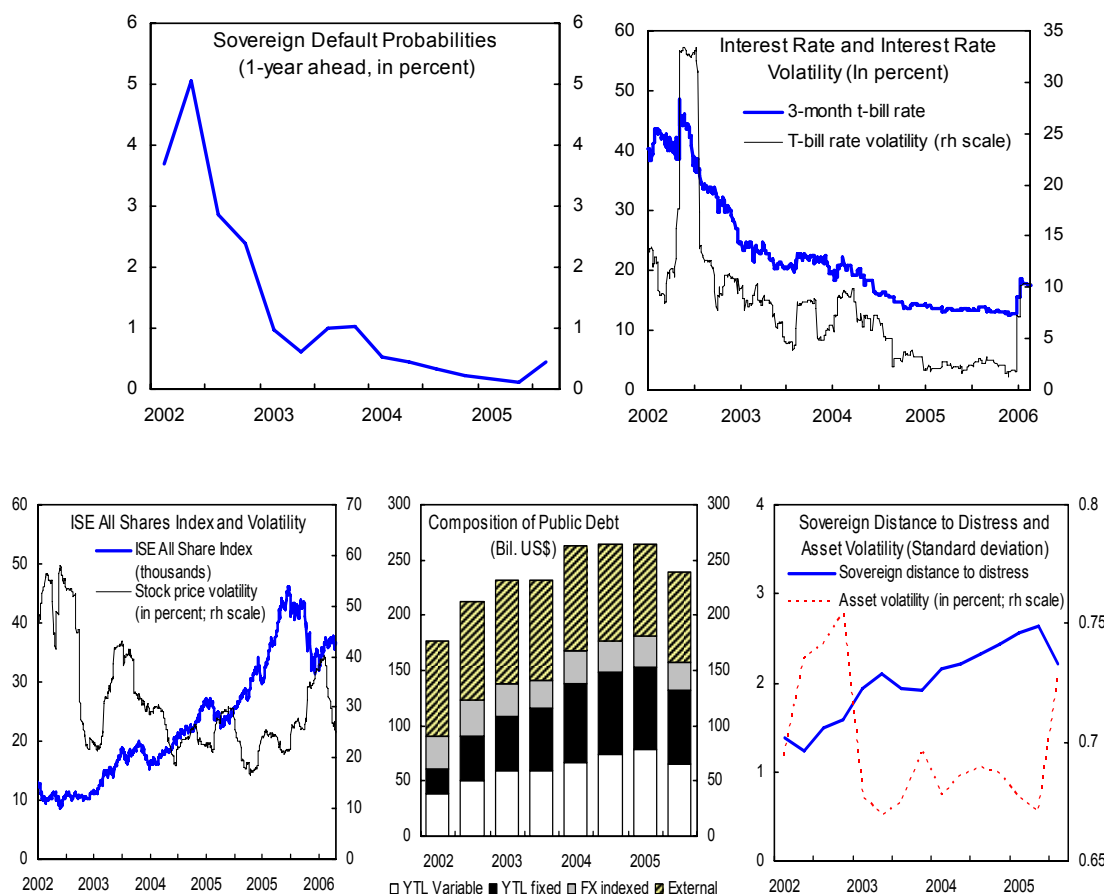 Sovereign Default Probabilities
(1-year ahead, in percent)
6
5
4
3
2
1
0
6
5
4
3
2
1
0
2002 2003 2004 2005
Interest Rate and Interest Rate
Volatility (In percent)
3-month t-bill rate
T-bill rate volatility (rh scale)
60
50
40
30
20
10
0
35
30
25
20
15
10
5
0
2002 2003 2004 2005 2006
ISE All Shares Index and Volatility
ISE All Share Index
(thousands)
Stock price volatility
(in percent; rh scale)
60
50
40
30
20
10
0
70
60
50
40
30
20
10
0
2002 2003 2004 2005 2006
Composition of Public Debt
(Bil. US$)
300
250
200
150
100
50
0
300
250
200
150
100
50
0
2002 2003 2004 2005
YTL Variable YTL fixed FX indexed External
Sovereign Distance to Distress and
Asset Volatility (Standard deviation)
Sovereign distance to distress
Asset volatility (in percent; rh scale)
4
3
2
1
0
0.8
0.75
0.7
0.65
2002 2003 2004 2005